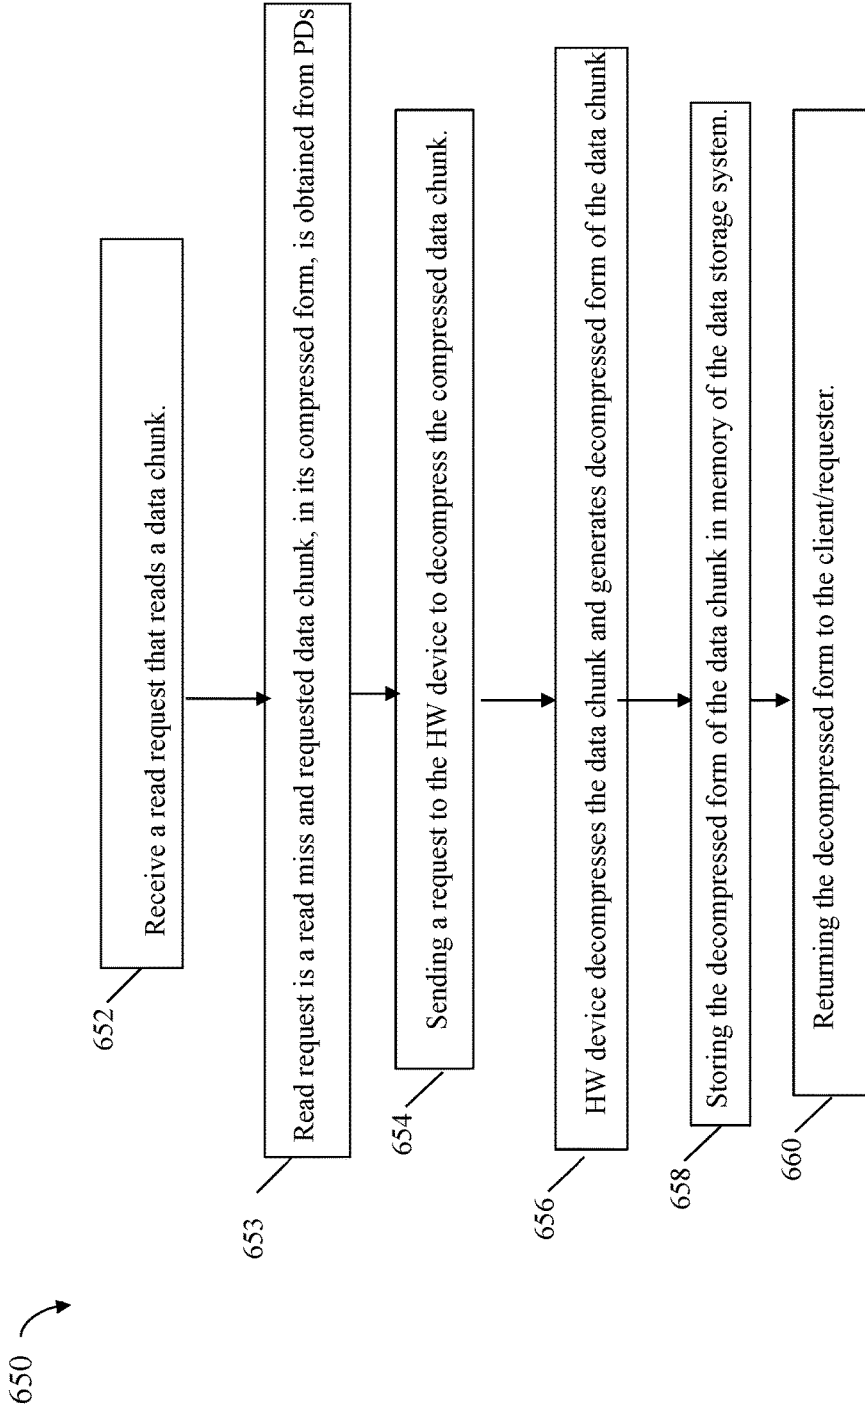 650
652
Receive a read request that reads a data chunk.
653
Read request is a read miss and requested data chunk, in its compressed form, is obtained from PDs
654
Sending a request to the HW device to decompress the compressed data chunk.
656
HW device decompresses the data chunk and generates decompressed form of the data chunk
658
Storing the decompressed form of the data chunk in memory of the data storage system.
660
Returning the decompressed form to the client/requester.